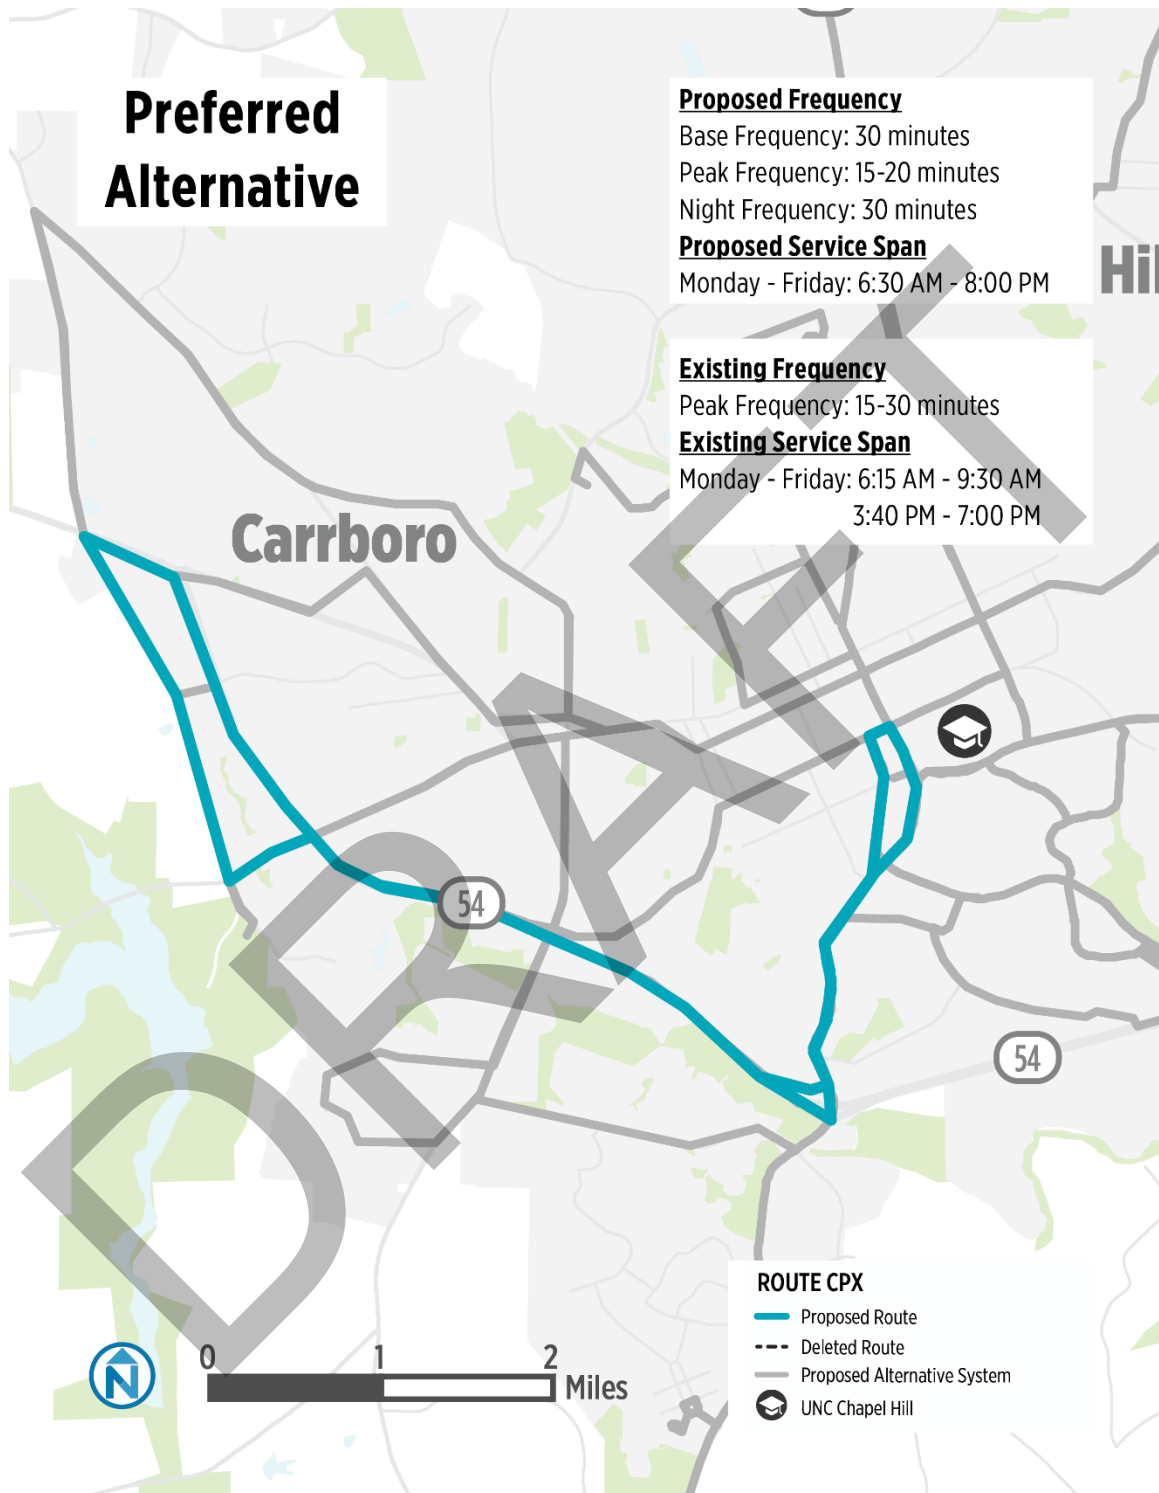 Preferred
Alternative
Proposed Frequency
Base Frequency: 30 minutes
Peak Frequency: 15-20 minutes
Night Frequency: 30 minutes
Proposed Service Span
Monday - Friday: 6:30 AM - 8:00 PM
Hil
Existing Frequency
Peak Frequency: 15-30 minutes
Existing Service Span
Monday - Friday: 6:15 AM - 9:30 AM
3:40 PM - 7:00 PM
Carrboro
54
54
DRAFT
ROUTE CPX
Proposed Route
Deleted Route
Proposed Alternative System
UNC Chapel Hill
N
0 1 2
Miles